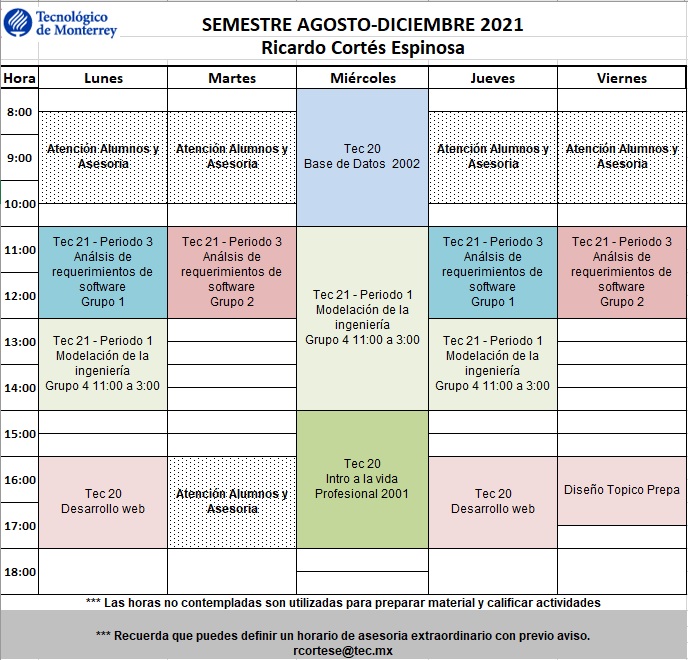 Tecnológico
de Monterrey
SEMESTRE AGOSTO-DICIEMBRE 2021
Ricardo Cortés Espinosa
Hora Lunes Martes Miércoles Jueves Viernes
8:00
Atención Alumnos y
Asesoria
Atención Alumnos y
Asesoria
Tec 20
Base de Datos 2002
Atención Alumnos y
Asesoria
Atención Alumnos y
Asesoria
9:00
10:00
11:00
Tec 21 - Periodo 3
Análsis de
requerimientos de
software
Grupo 1
Tec 21 - Periodo 3
Análsis de
requerimientos de
software
Grupo 2
Tec 21 - Periodo 1
Modelación de la
ingeniería
Grupo 4 11:00 a 3:00
Tec 21 - Periodo 3
Análsis de
requerimientos de
software
Grupo 1
Tec 21 - Periodo 3
Análsis de
requerimientos de
software
Grupo 2
12:00
13:00
Tec 21 - Periodo 1
Modelación de la
ingeniería
Grupo 4 11:00 a 3:00
Tec 21 - Periodo 1
Modelación de la
ingeniería
Grupo 4 11:00 a 3:00
14:00
15:00
16:00
Tec 20
Desarrollo web
Atención Alumnos y
Asesoria
Tec 20
Intro a la vida
Profesional 2001
Tec 20
Desarrollo web
Diseño Topico Prepa
17:00
18:00
*** Las horas no contempladas son utilizadas para preparar material y calificar actividades
*** Recuerda que puedes definir un horario de asesoria extraordinario con previo aviso.
rcortese@tec.mx